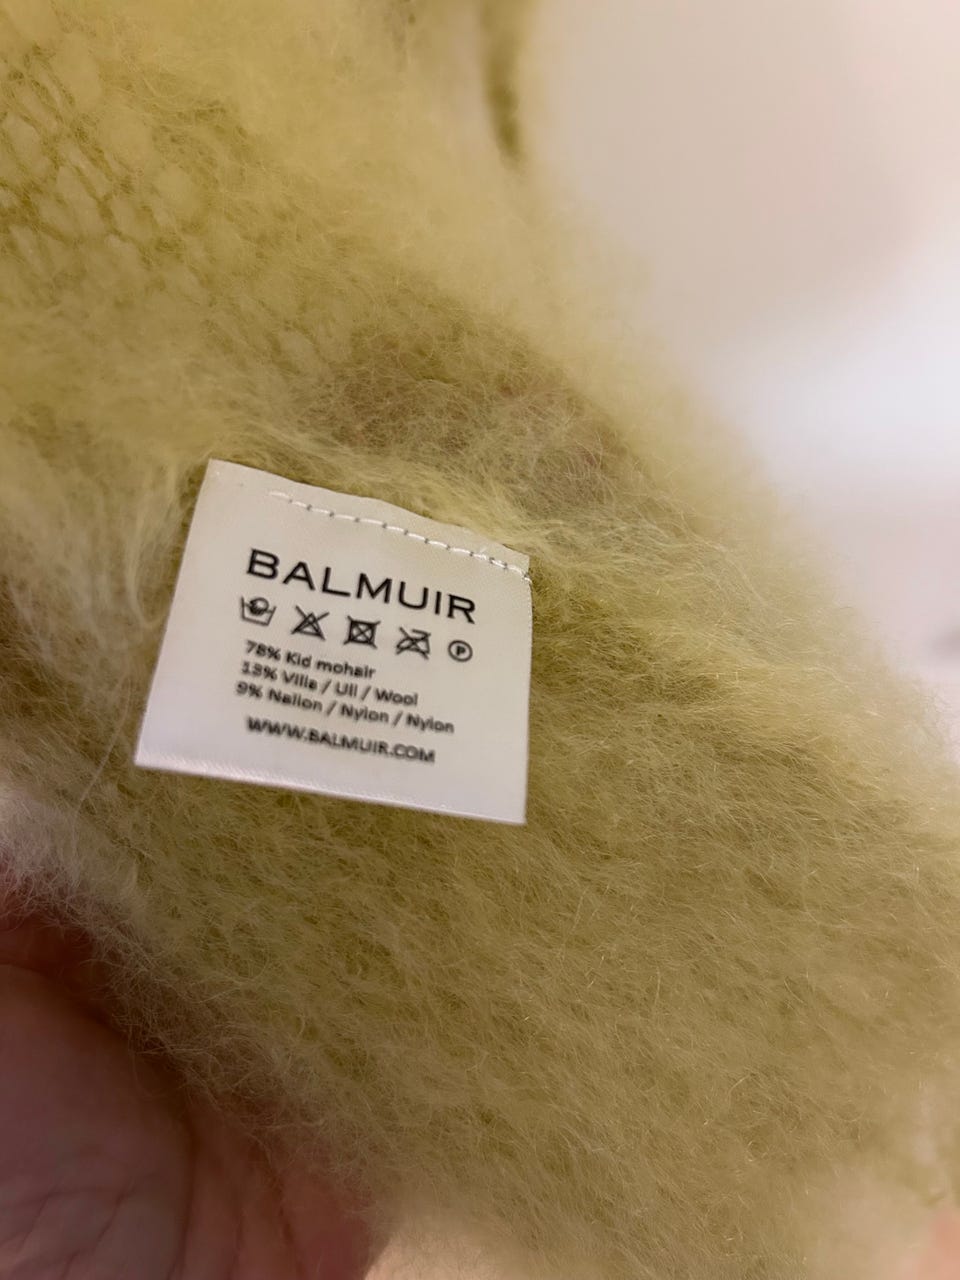 BALMUIR
P
78% Kid mohair
13% Villa / Ull / Wool
9% Nailon / Nylon / Nylon
WWW.BALMUIR.COM